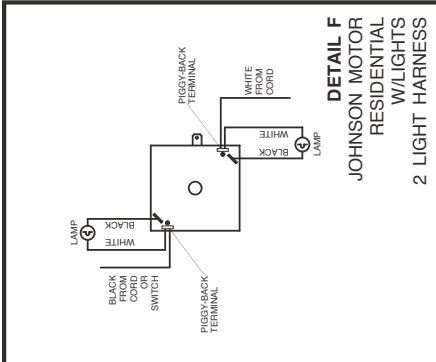 DETAIL F
JOHNSON MOTOR
RESIDENTIAL
W/LIGHTS
2 LIGHT HARNESS
LAMP
BLACK
WHITE
BLACK
FROM
CORD
OR
SWITCH
PIGGY-BACK
TERMINAL
PIGGY-BACK
TERMINAL
WHITE
FROM
CORD
WHITE
BLACK
LAMP